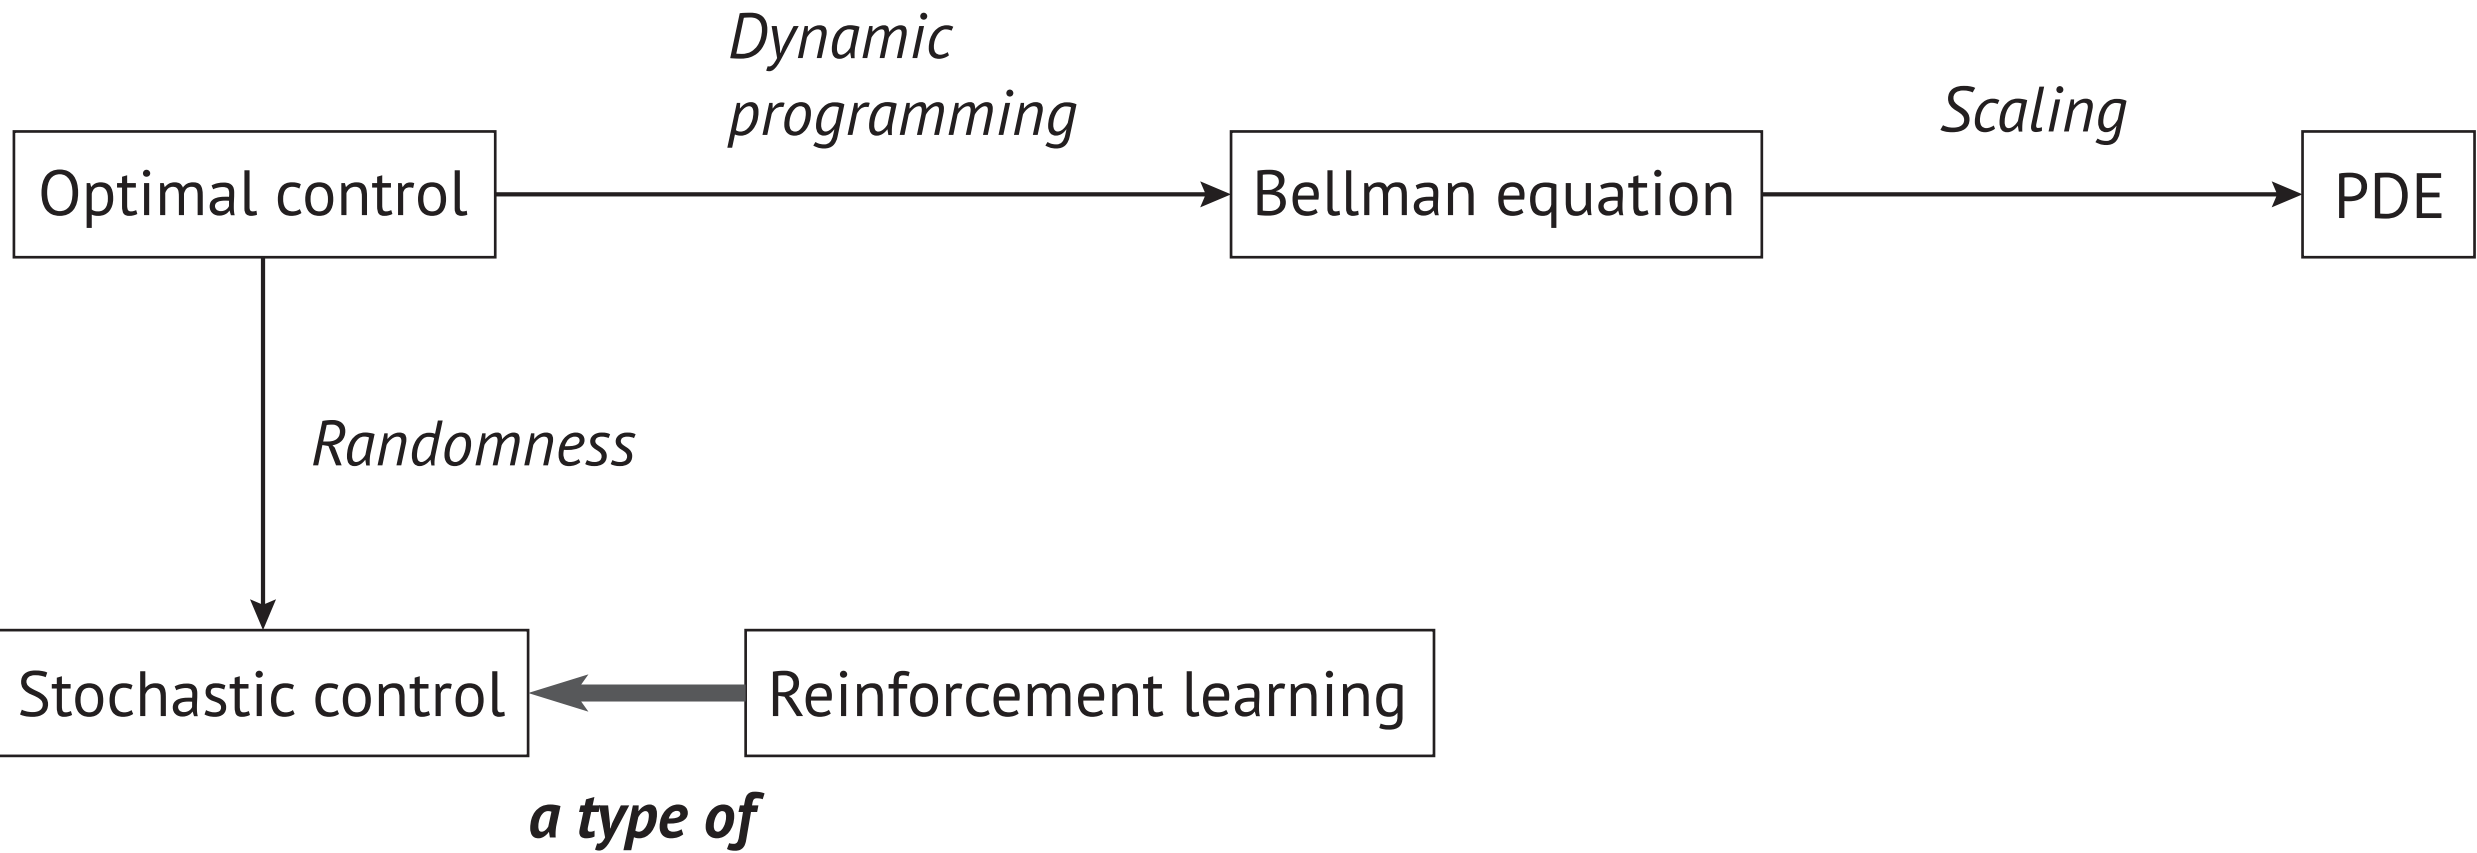 Dynamic
programming
Scaling
Optimal control
Bellman equation
PDE
Randomness
Stochastic control
Reinforcement learning
a type of